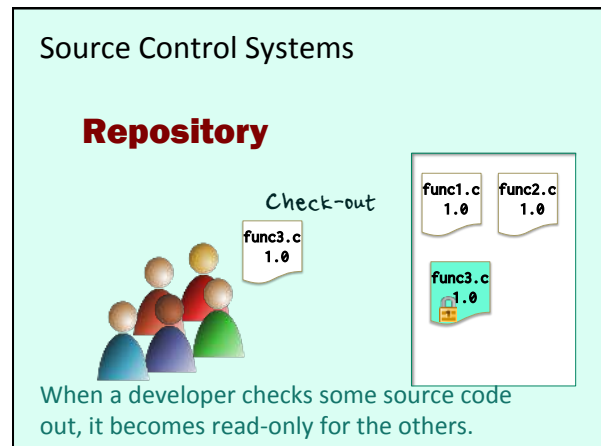 Source Control Systems
Repository
Check-out
func1.c
1.0
func2.c
1.0
func3.c
1.0
func3.c
1.0
When a developer checks some source code
out, it becomes read-only for the others.